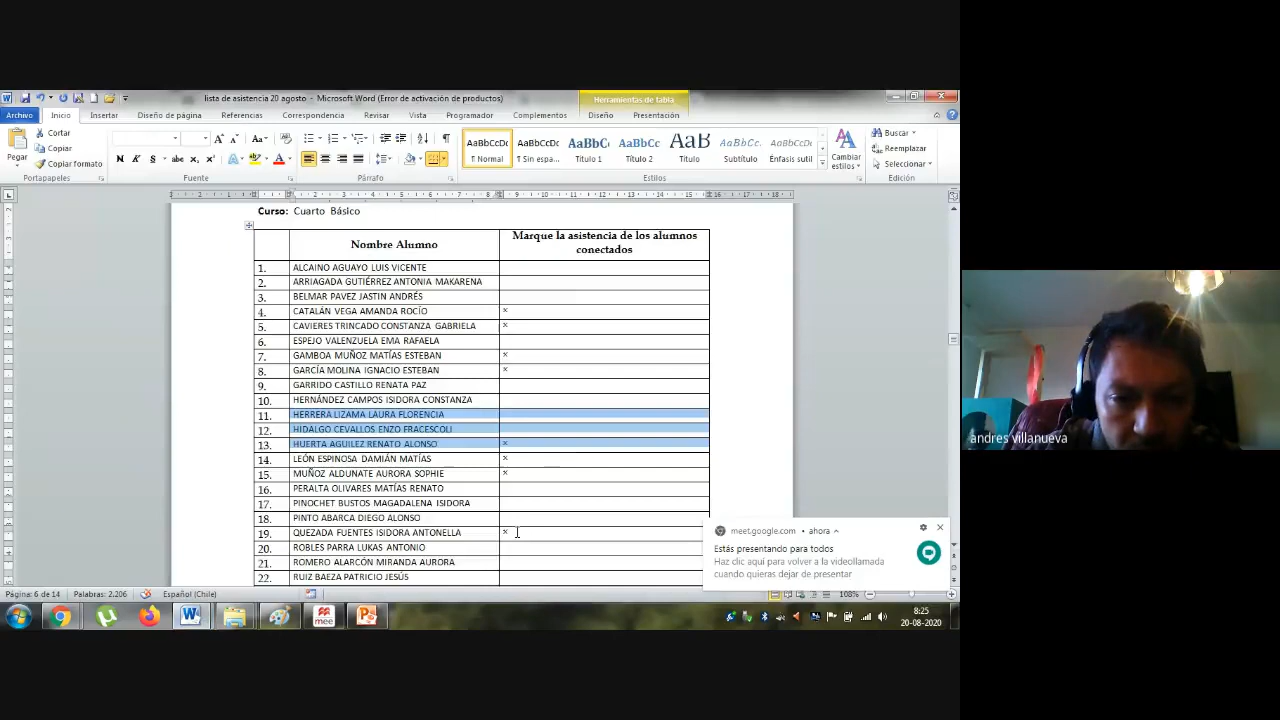 lista de asistencia 20 agosto - Microsoft Word (Error de activación de productos)
Herramientas de tabla
Archivo Inicio Insertar Diseño de página Referencias Correspondencia Revisar Vista Programador Complementos Diseño Presentación
Cortar
Copiar
Copiar formato
Pegar
Portapapeles
N K S abc x₂ x²
Fuente
Párrafo
AaBbCcDc AaBbCcDc AaBbC AaBbCc AaB AaBbCc. AaBbCcDc
¶ Normal ¶ Sin espa... Título 1 Título 2 Título Subtítulo Énfasis sutil
Estilos
Cambiar estilos
Buscar
Reemplazar
Seleccionar
Edición
Curso: Cuarto Básico
Nombre Alumno Marque la asistencia de los alumnos conectados
1. ALCAINO AGUAYO LUIS VICENTE
2. ARRIAGADA GUTIÉRREZ ANTONIA MAKARENA
3. BELMAR PAVEZ JASTIN ANDRÉS
4. CATALÁN VEGA AMANDA ROCÍO x
5. CAVIERES TRINCADO CONSTANZA GABRIELA x
6. ESPEJO VALENZUELA EMA RAFAELA
7. GAMBOA MUÑOZ MATÍAS ESTEBAN x
8. GARCÍA MOLINA IGNACIO ESTEBAN x
9. GARRIDO CASTILLO RENATA PAZ
10. HERNÁNDEZ CAMPOS ISIDORA CONSTANZA
11. HERRERA LIZAMA LAURA FLORENCIA
12. HIDALGO CEVALLOS ENZO FRACESCOLI
13. HUERTA AGUILEZ RENATO ALONSO x
14. LEÓN ESPINOSA DAMIÁN MATÍAS x
15. MUÑOZ ALDUNATE AURORA SOPHIE x
16. PERALTA OLIVARES MATÍAS RENATO
17. PINOCHET BUSTOS MAGADALENA ISIDORA
18. PINTO ABARCA DIEGO ALONSO
19. QUEZADA FUENTES ISIDORA ANTONELLA x
20. ROBLES PARRA LUKAS ANTONIO
21. ROMERO ALARCÓN MIRANDA AURORA
22. RUIZ BAEZA PATRICIO JESÚS
meet.google.com • ahora
Estás presentando para todos
Haz clic aquí para volver a la videollamada
cuando quieras dejar de presentar
andres villanueva
Página: 6 de 14 Palabras: 2.206 Español (Chile) 108%
mee
8:25
20-08-2020